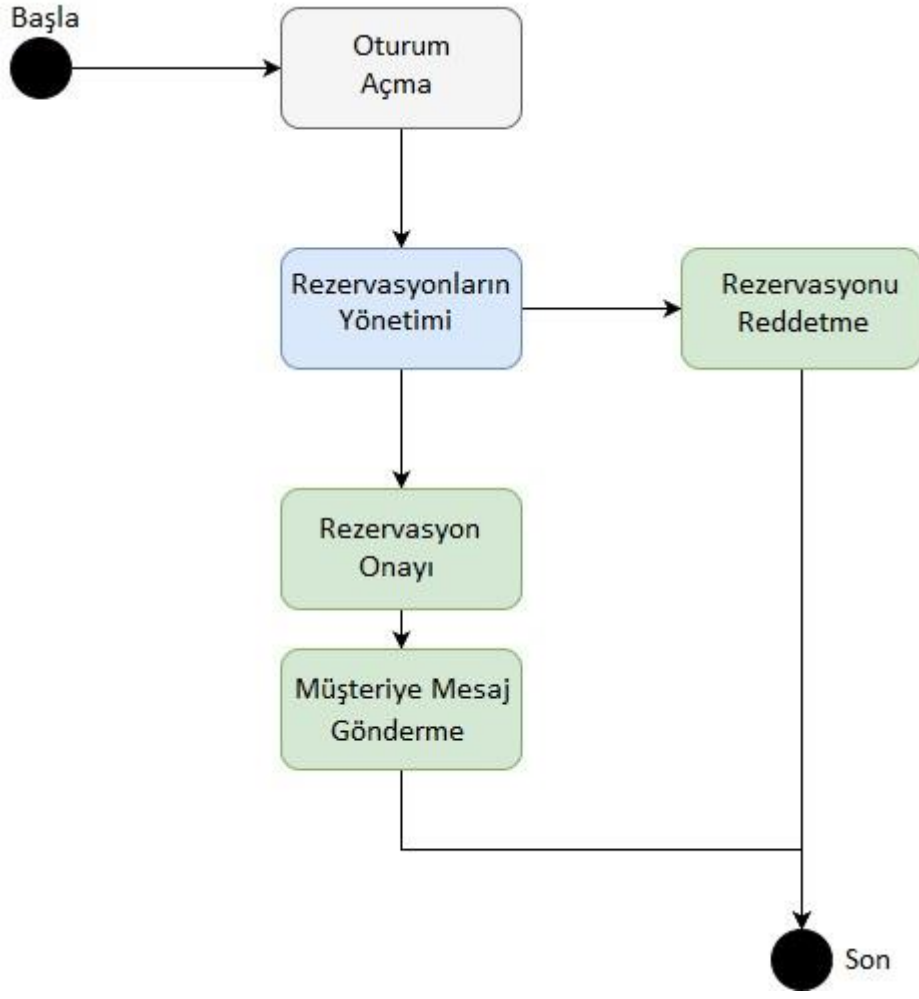 Başla
Oturum
Açma
Rezervasyonların
Yönetimi
Rezervasyonu
Reddetme
Rezervasyon
Onayı
Müşteriye Mesaj
Gönderme
Son